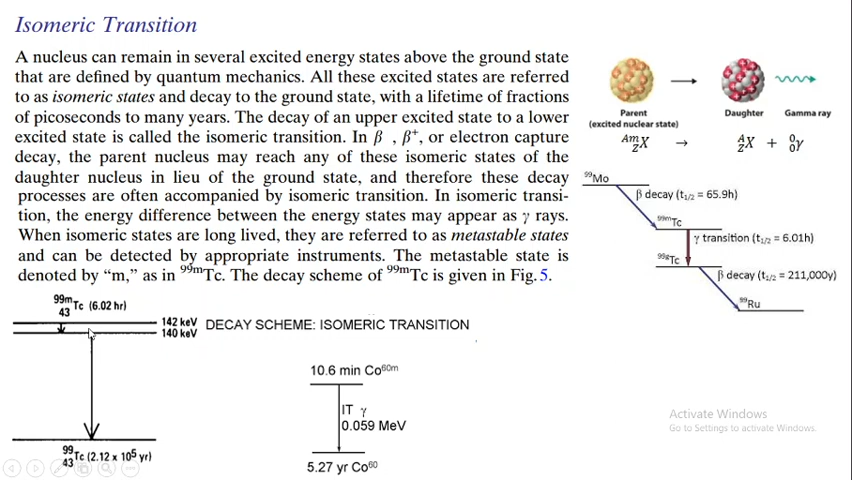 Isomeric Transition
A nucleus can remain in several excited energy states above the ground state
that are defined by quantum mechanics. All these excited states are referred
to as isomeric states and decay to the ground state, with a lifetime of fractions
of picoseconds to many years. The decay of an upper excited state to a lower
excited state is called the isomeric transition. In β , β⁺, or electron capture
decay, the parent nucleus may reach any of these isomeric states of the
daughter nucleus in lieu of the ground state, and therefore these decay
processes are often accompanied by isomeric transition. In isomeric transi-
tion, the energy difference between the energy states may appear as γ rays.
When isomeric states are long lived, they are referred to as metastable states
and can be detected by appropriate instruments. The metastable state is
denoted by “m,” as in ⁹⁹ᵐTc. The decay scheme of ⁹⁹ᵐTc is given in Fig. 5.
Parent
(excited nuclear state)
Daughter
Gamma ray
ᴬᵐ_ZX → ᴬ_ZX + ⁰₀γ
⁹⁹Mo
β decay (t₁/₂ = 65.9h)
⁹⁹ᵐTc
γ transition (t₁/₂ = 6.01h)
⁹⁹ᵍTc
β decay (t₁/₂ = 211,000y)
⁹⁹Ru
⁹⁹ᵐ₄₃Tc (6.02 hr)
142 keV
140 keV
⁹⁹₄₃Tc (2.12 x 10⁵ yr)
DECAY SCHEME: ISOMERIC TRANSITION
10.6 min Co⁶⁰ᵐ
IT γ
0.059 MeV
5.27 yr Co⁶⁰
Activate Windows
Go to Settings to activate Windows.